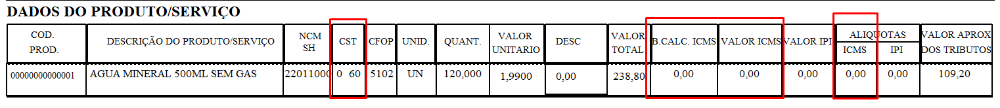 DADOS DO PRODUTO/SERVIÇO
COD. PROD. DESCRIÇÃO DO PRODUTO/SERVIÇO NCM SH CST CFOP UNID. QUANT. VALOR UNITARIO DESC VALOR TOTAL B.CALC. ICMS VALOR ICMS VALOR IPI ALIQUOTAS ICMS IPI VALOR APROX DOS TRIBUTOS
00000000000001 AGUA MINERAL 500ML SEM GAS 22011000 0 60 5102 UN 120,000 1,9900 0,00 238,80 0,00 0,00 0,00 0,00 0,00 109,20